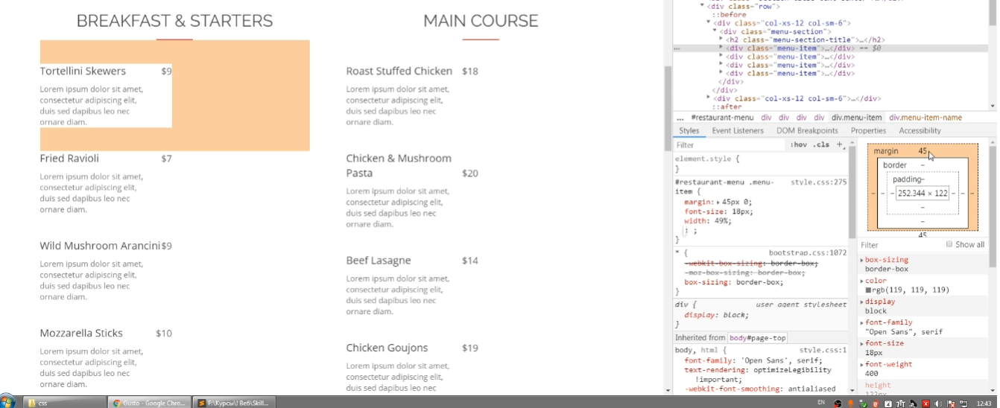 BREAKFAST & STARTERS
Tortellini Skewers $9
Lorem ipsum dolor sit amet,
consectetur adipiscing elit,
duis sed dapibus leo nec
ornare diam.
Fried Ravioli $7
Lorem ipsum dolor sit amet,
consectetur adipiscing elit,
duis sed dapibus leo nec
ornare diam.
Wild Mushroom Arancini$9
Lorem ipsum dolor sit amet,
consectetur adipiscing elit,
duis sed dapibus leo nec
ornare diam.
Mozzarella Sticks $10
Lorem ipsum dolor sit amet,
consectetur adipiscing elit,
duis sed dapibus leo nec
ornare diam.
MAIN COURSE
Roast Stuffed Chicken $18
Lorem ipsum dolor sit amet,
consectetur adipiscing elit,
duis sed dapibus leo nec
ornare diam.
Chicken & Mushroom
Pasta $20
Lorem ipsum dolor sit amet,
consectetur adipiscing elit,
duis sed dapibus leo nec
ornare diam.
Beef Lasagne $14
Lorem ipsum dolor sit amet,
consectetur adipiscing elit,
duis sed dapibus leo nec
ornare diam.
Chicken Goujons $19
Lorem ipsum dolor sit amet,
consectetur adipiscing elit,
duis sed dapibus leo nec
ornare diam.
<div class="row">
::before
<div class="col-xs-12 col-sm-6">
<div class="menu-section">
<h2 class="menu-section-title">…</h2>
<div class="menu-item">…</div> == $0
<div class="menu-item">…</div>
<div class="menu-item">…</div>
<div class="menu-item">…</div>
</div>
</div>
<div class="col-xs-12 col-sm-6">…</div>
::after
... #restaurant-menu div div div div div.menu-item div.menu-item-name
Styles Event Listeners DOM Breakpoints Properties Accessibility
Filter :hov .cls +
element.style {
}
#restaurant-menu .menu- style.css:275
item {
margin: 45px 0;
font-size: 18px;
width: 49%;
: ;
}
* { bootstrap.css:1072
-webkit-box-sizing: border-box;
-moz-box-sizing: border-box;
box-sizing: border-box;
}
div { user agent stylesheet
display: block;
}
Inherited from body#page-top
body, html { style.css:1
font-family: 'Open Sans', serif;
text-rendering: optimizeLegibility
!important;
-webkit-font-smoothing: antialiased
margin 45
border –
padding –
– – – 252.344 × 122 – – –
–
–
45
Filter Show all
box-sizing
border-box
color
rgb(119, 119, 119)
display
block
font-family
"Open Sans", serif
font-size
18px
font-weight
400
height
css Gusto - Google Chro... F:\Курсы\! Веб\Skill... EN 12:43